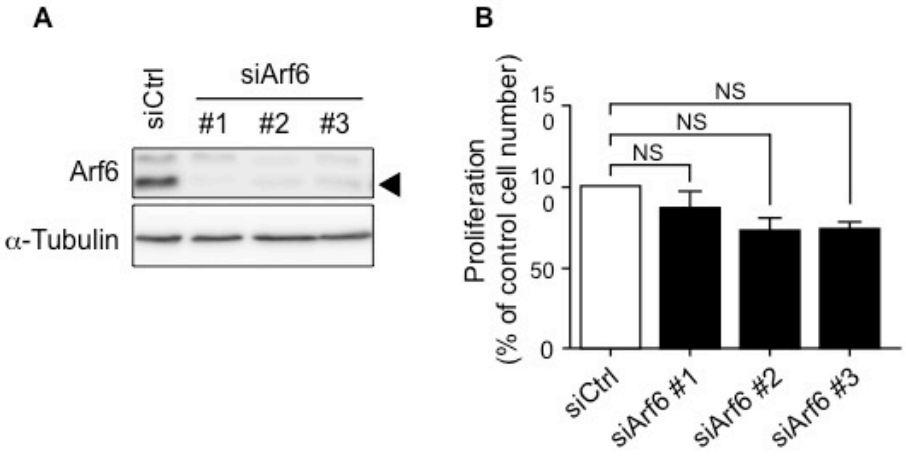 A
siCtrl
siArf6
#1 #2 #3
Arf6
α-Tubulin
B
Proliferation
(% of control cell number)
15
0
10
0
50
0
NS
NS
NS
siCtrl
siArf6 #1
siArf6 #2
siArf6 #3